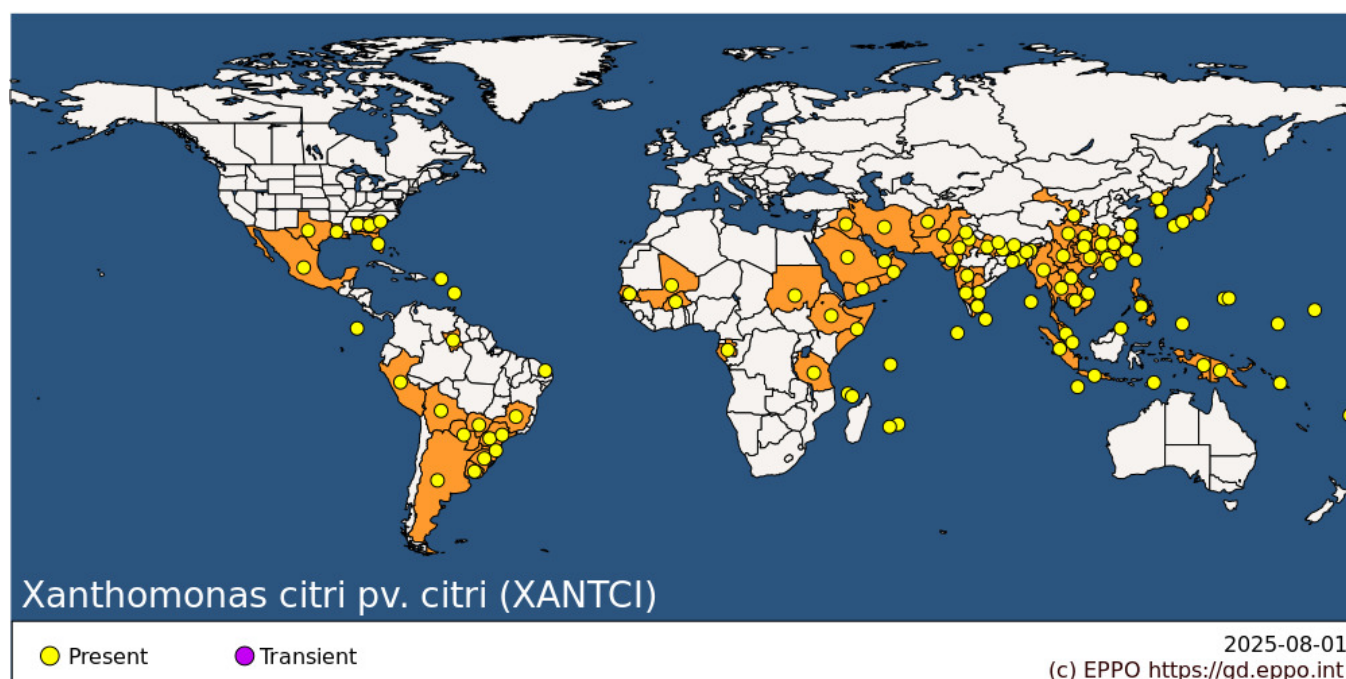 Xanthomonas citri pv. citri (XANTCI)
Present
Transient
2025-08-01
(c) EPPO https://gd.eppo.int